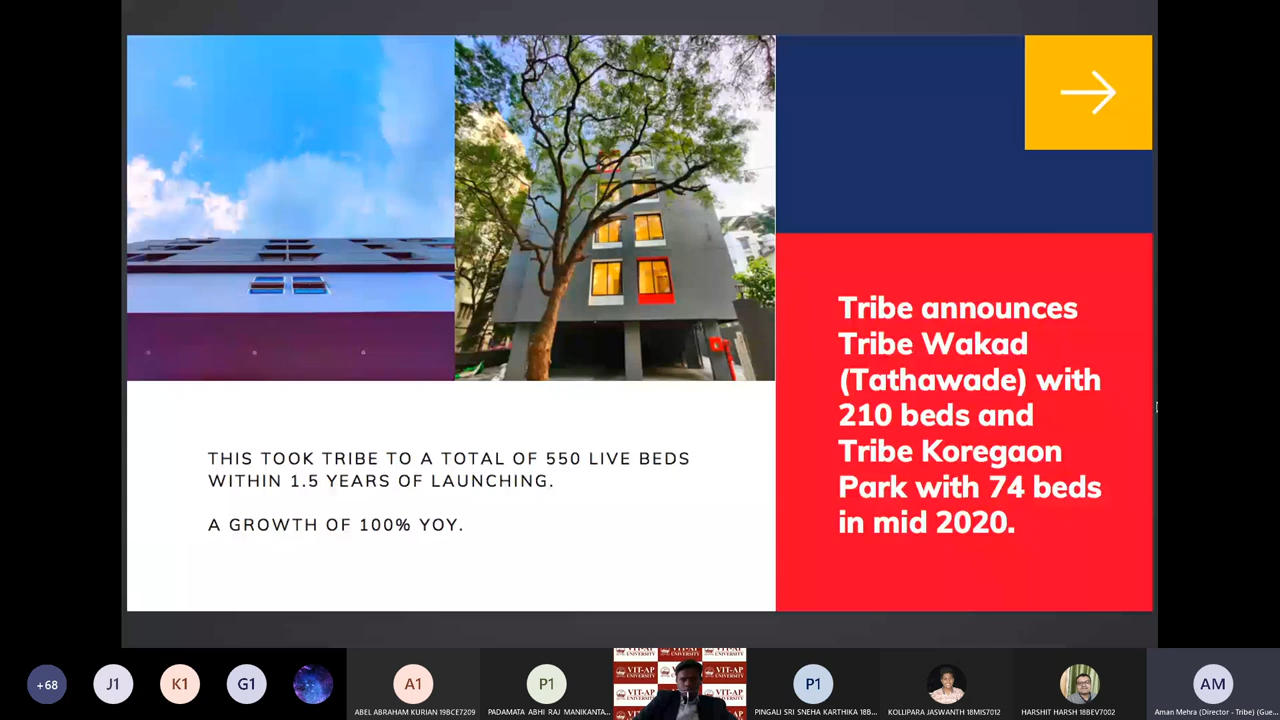 Tribe announces
Tribe Wakad
(Tathawade) with
210 beds and
Tribe Koregaon
Park with 74 beds
in mid 2020.
THIS TOOK TRIBE TO A TOTAL OF 550 LIVE BEDS
WITHIN 1.5 YEARS OF LAUNCHING.
A GROWTH OF 100% YOY.
+68
J1
K1
G1
A1
ABEL ABRAHAM KURIAN 19BCE7209
P1
PADAMATA ABHI RAJ MANIKANTA...
VIT-AP
UNIVERSITY
P1
PINGALI SRI SNEHA KARTHIKA 18B...
KOLLIPARA JASWANTH 18MIS7012
HARSHIT HARSH 18BEV7002
AM
Aman Mehra (Director - Tribe) (Gue...